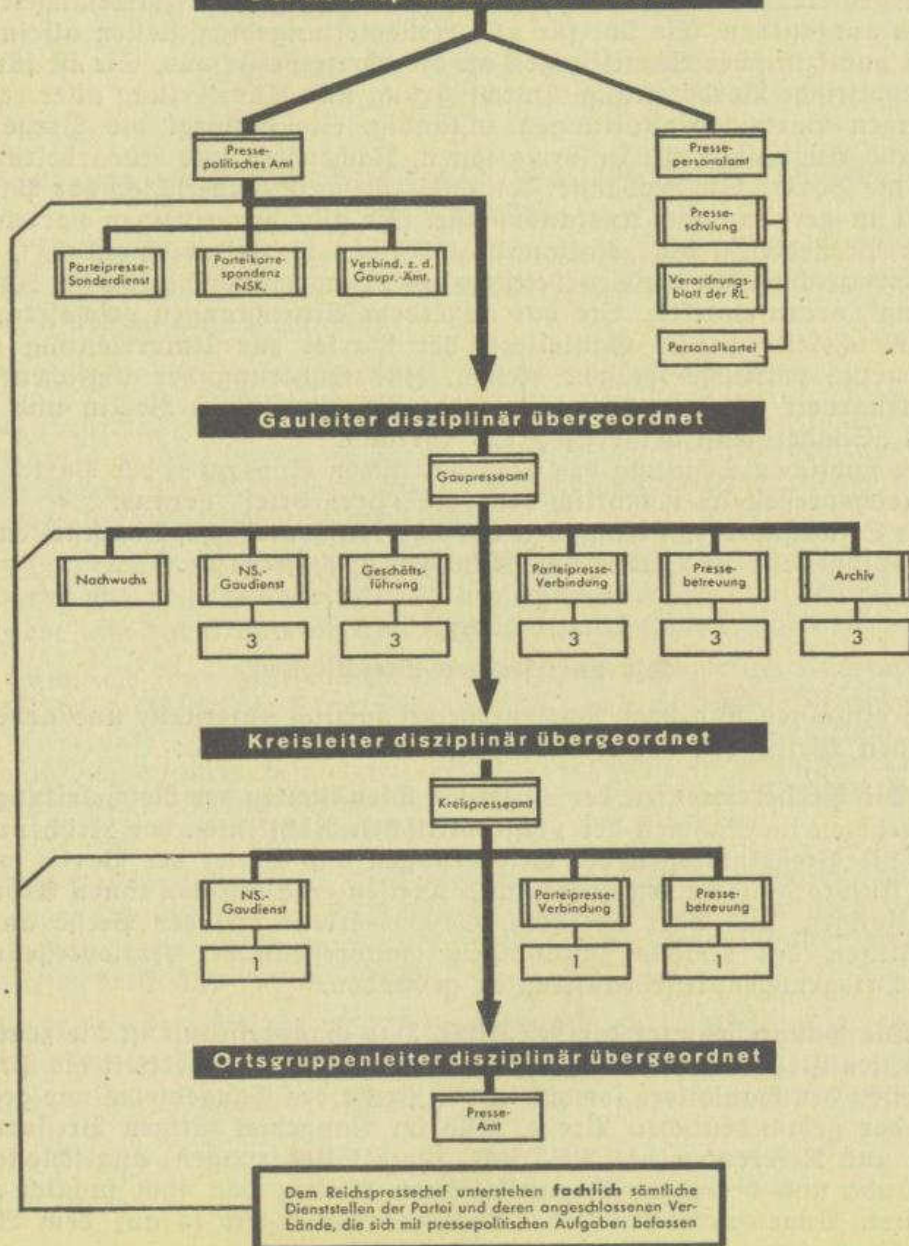 Presse-
politisches Amt
Presse-
personalamt
Parteipresse-
Sonderdienst
Parteikorre-
spondenz
NSK.
Verbind. z. d.
Gaupr.-Ämt.
Presse-
schulung
Verordnungs-
blatt der RL.
Personalkartei
Gauleiter disziplinär übergeordnet
Gaupresseamt
Nachwuchs
NS.-
Gaudienst
Geschäfts-
führung
Parteipresse-
Verbindung
Presse-
betreuung
Archiv
3
3
3
3
3
Kreisleiter disziplinär übergeordnet
Kreispresseamt
NS.-
Gaudienst
Parteipresse-
Verbindung
Presse-
betreuung
1
1
1
Ortsgruppenleiter disziplinär übergeordnet
Presse-
Amt
Dem Reichspressechef unterstehen fachlich sämtliche
Dienststellen der Partei und deren angeschlossenen Ver-
bände, die sich mit pressepolitischen Aufgaben befassen